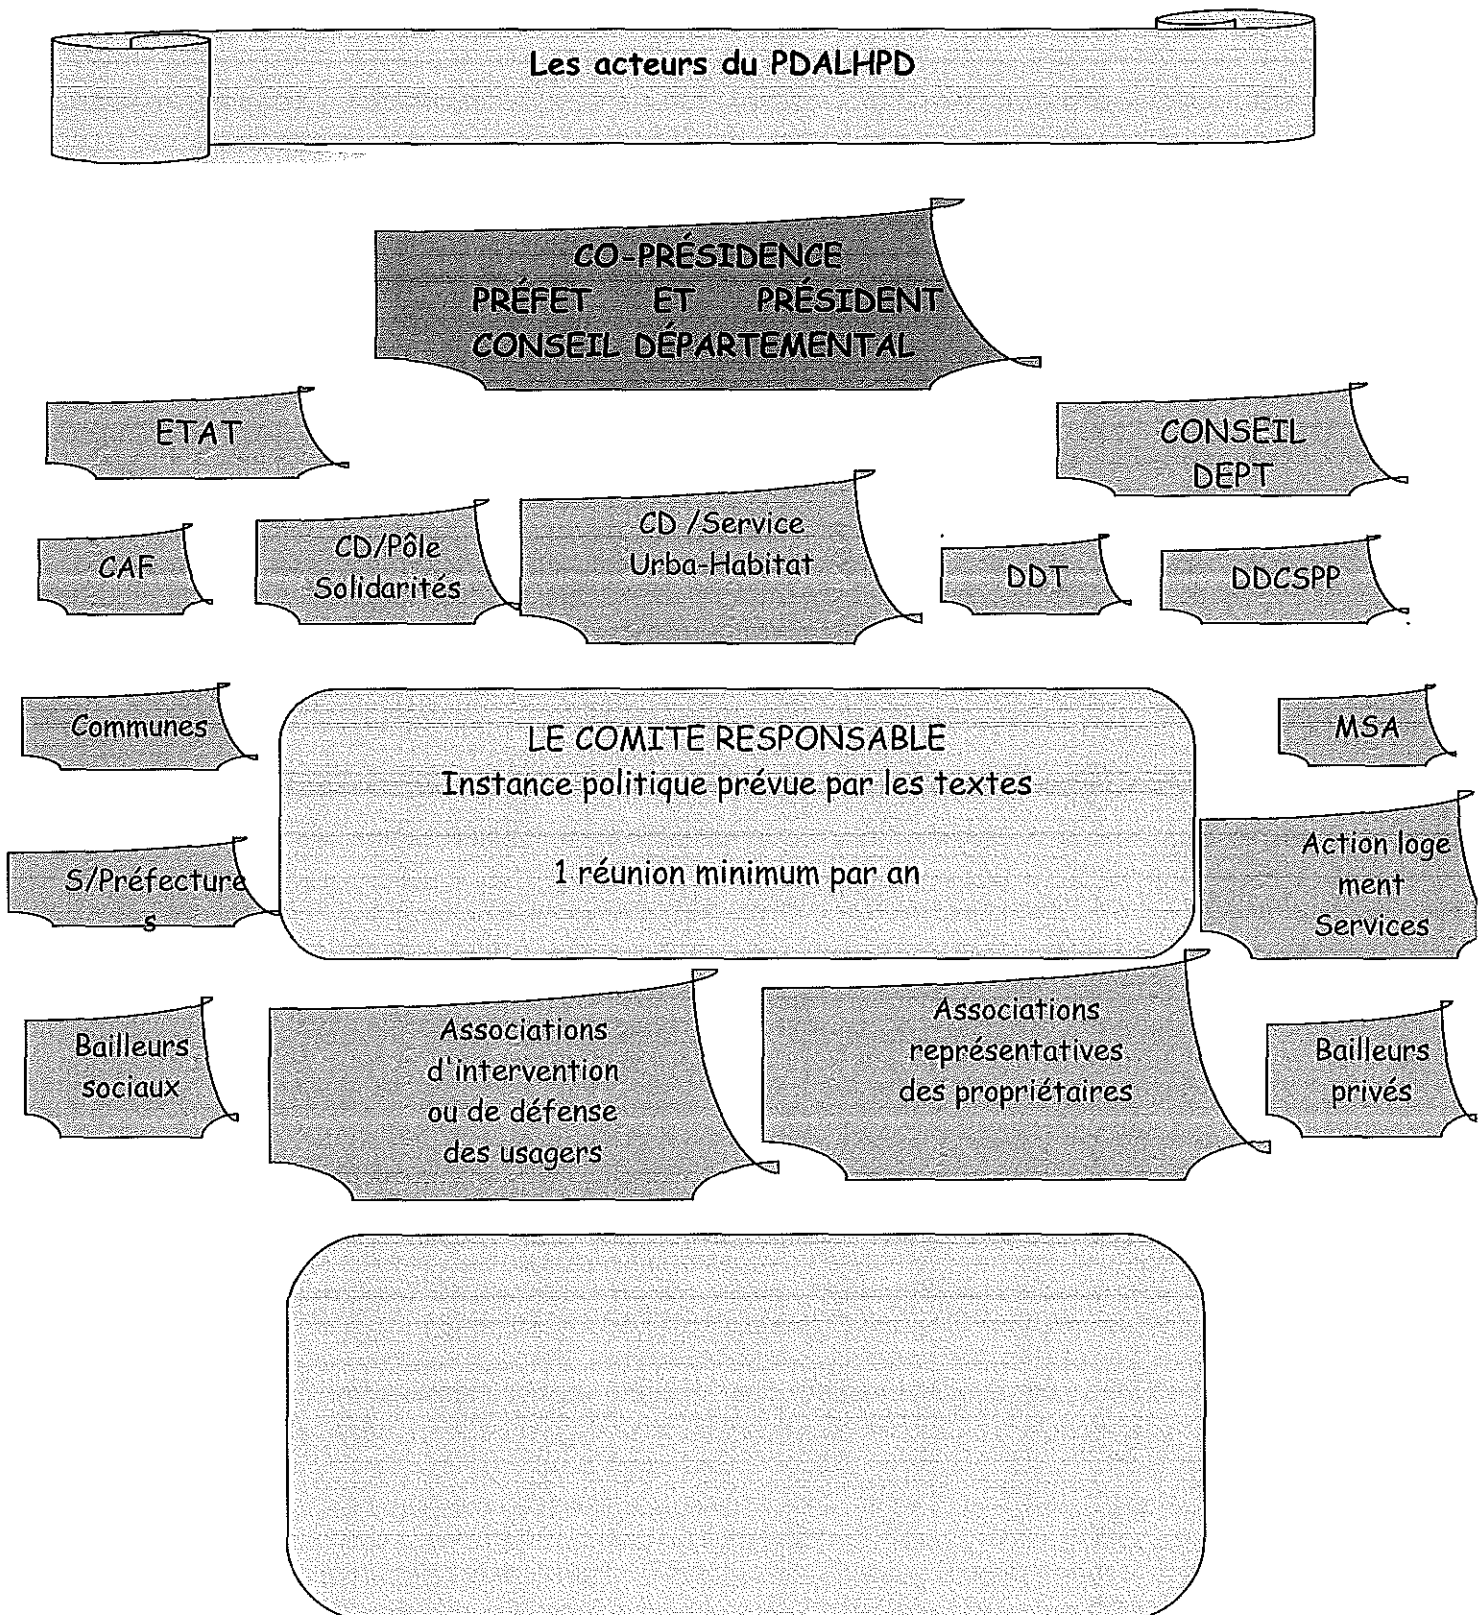 Les acteurs du PDALHPD
CO-PRÉSIDENCE
PRÉFET ET PRÉSIDENT
CONSEIL DÉPARTEMENTAL
ETAT
CONSEIL
DEPT
CAF
CD/Pôle
Solidarités
CD /Service
Urba-Habitat
DDT
DDCSPP
Communes
LE COMITE RESPONSABLE
Instance politique prévue par les textes
1 réunion minimum par an
MSA
S/Préfecture
s
Action loge
ment
Services
Bailleurs
sociaux
Associations
d'intervention
ou de défense
des usagers
Associations
représentatives
des propriétaires
Bailleurs
privés